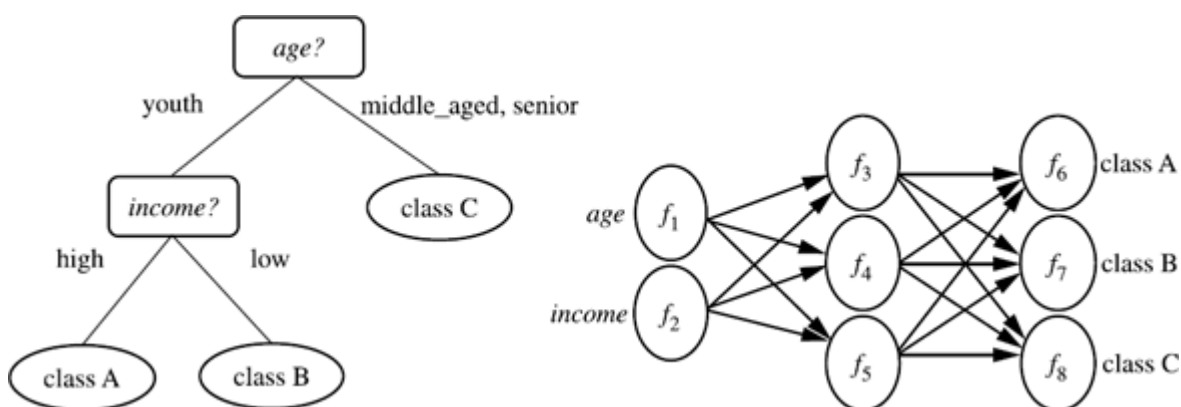 age?
youth
middle_aged, senior
income?
class C
high
low
class A
class B
age
f1
income
f2
f3
f4
f5
f6
class A
f7
class B
f8
class C